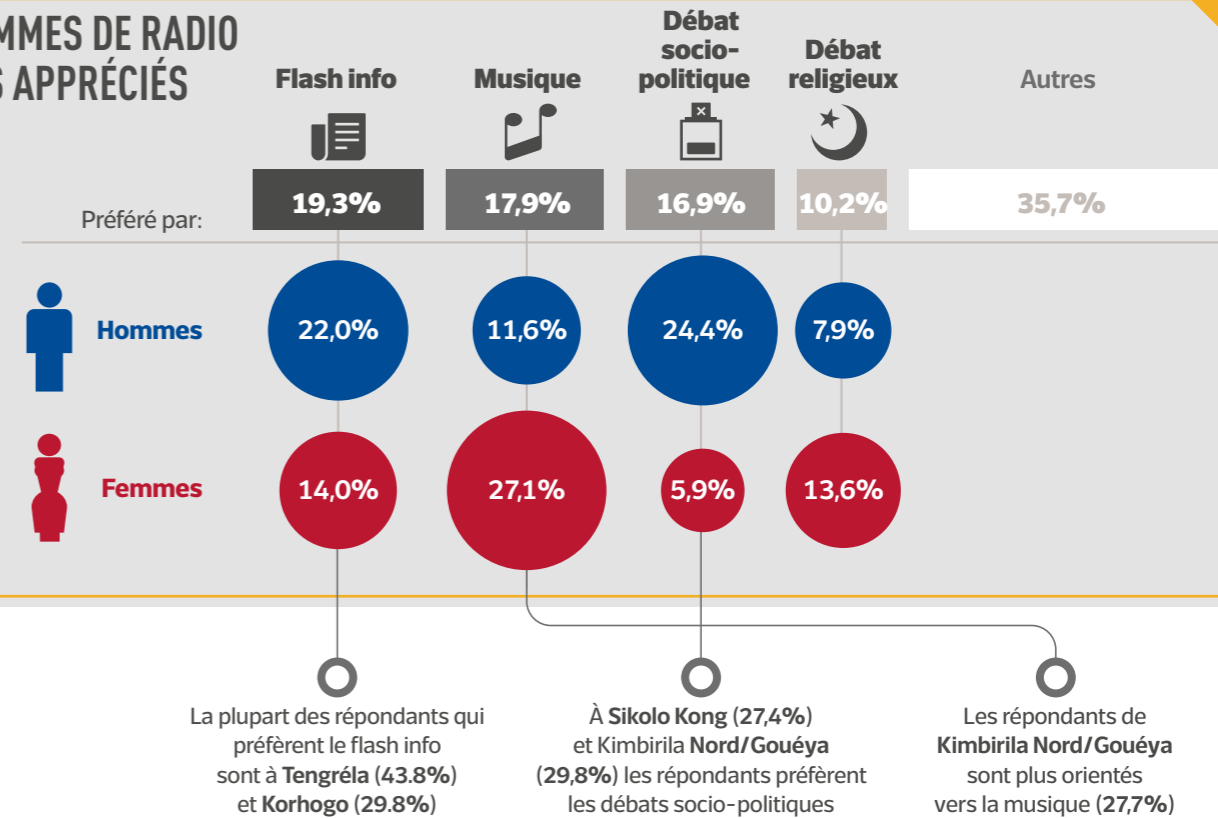 MMES DE RADIO
S APPRÉCIÉS
Flash info
Musique
Débat
socio-
politique
Débat
religieux
Autres
Préféré par:
19,3%
17,9%
16,9%
10,2%
35,7%
Hommes
22,0%
11,6%
24,4%
7,9%
Femmes
14,0%
27,1%
5,9%
13,6%
La plupart des répondants qui
préfèrent le flash info
sont à Tengréla (43.8%)
et Korhogo (29.8%)
À Sikolo Kong (27,4%)
et Kimbirila Nord/Gouéya
(29,8%) les répondants préfèrent
les débats socio-politiques
Les répondants de
Kimbirila Nord/Gouéya
sont plus orientés
vers la musique (27,7%)